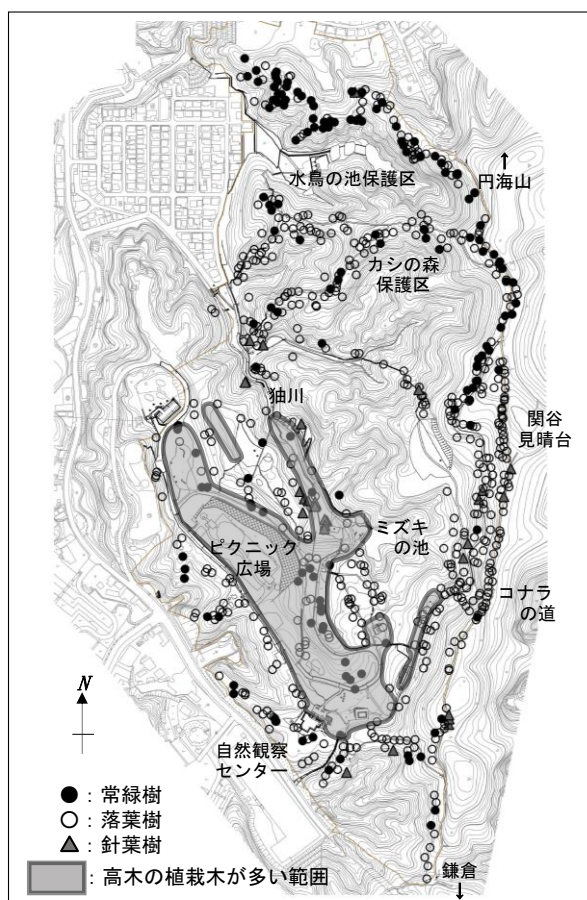 水鳥の池保護区
円海山
カシの森
保護区
狆川
関谷
見晴台
ミズキ
の池
ピクニック
広場
コナラ
の道
N
自然観察
センター
●：常緑樹
○：落葉樹
▲：針葉樹
：高木の植栽木が多い範囲
鎌倉